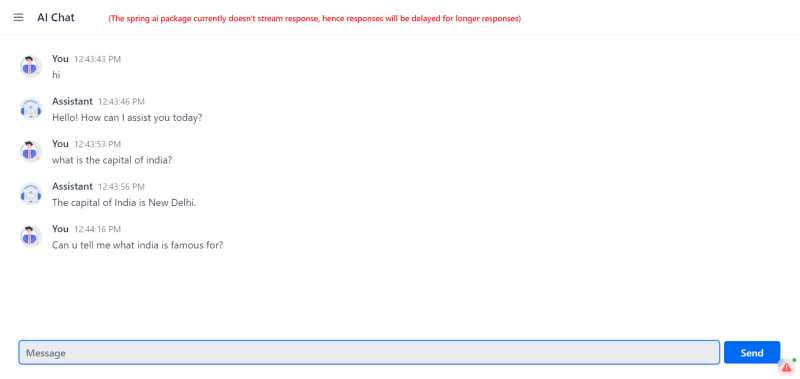 AI Chat (The spring ai package currently doesn't stream response, hence responses will be delayed for longer responses)
You 12:43:43 PM
hi
Assistant 12:43:46 PM
Hello! How can I assist you today?
You 12:43:53 PM
what is the capital of india?
Assistant 12:43:56 PM
The capital of India is New Delhi.
You 12:44:16 PM
Can u tell me what india is famous for?
Message Send